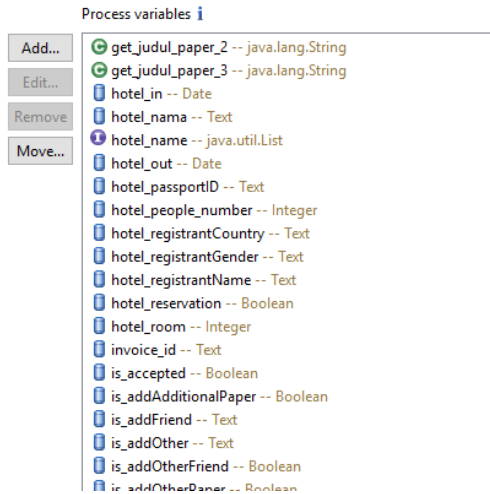 Process variables i
Add...
Edit...
Remove
Move...
C get_judul_paper_2 -- java.lang.String
C get_judul_paper_3 -- java.lang.String
hotel_in -- Date
hotel_nama -- Text
I hotel_name -- java.util.List
hotel_out -- Date
hotel_passportID -- Text
hotel_people_number -- Integer
hotel_registrantCountry -- Text
hotel_registrantGender -- Text
hotel_registrantName -- Text
hotel_reservation -- Boolean
hotel_room -- Integer
invoice_id -- Text
is_accepted -- Boolean
is_addAdditionalPaper -- Boolean
is_addFriend -- Text
is_addOther -- Text
is_addOtherFriend -- Boolean
is_addOtherPaper -- Boolean